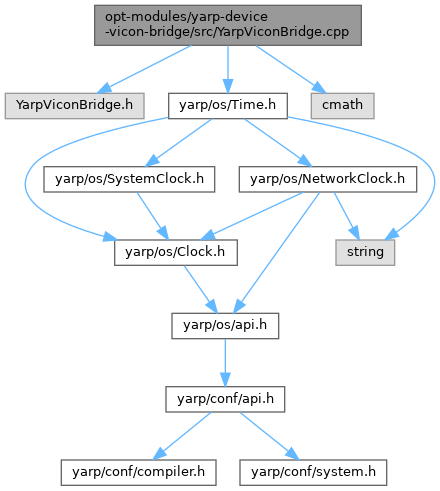 opt-modules/yarp-device
-vicon-bridge/src/YarpViconBridge.cpp
YarpViconBridge.h
yarp/os/Time.h
cmath
yarp/os/SystemClock.h
yarp/os/NetworkClock.h
yarp/os/Clock.h
string
yarp/os/api.h
yarp/conf/api.h
yarp/conf/compiler.h
yarp/conf/system.h